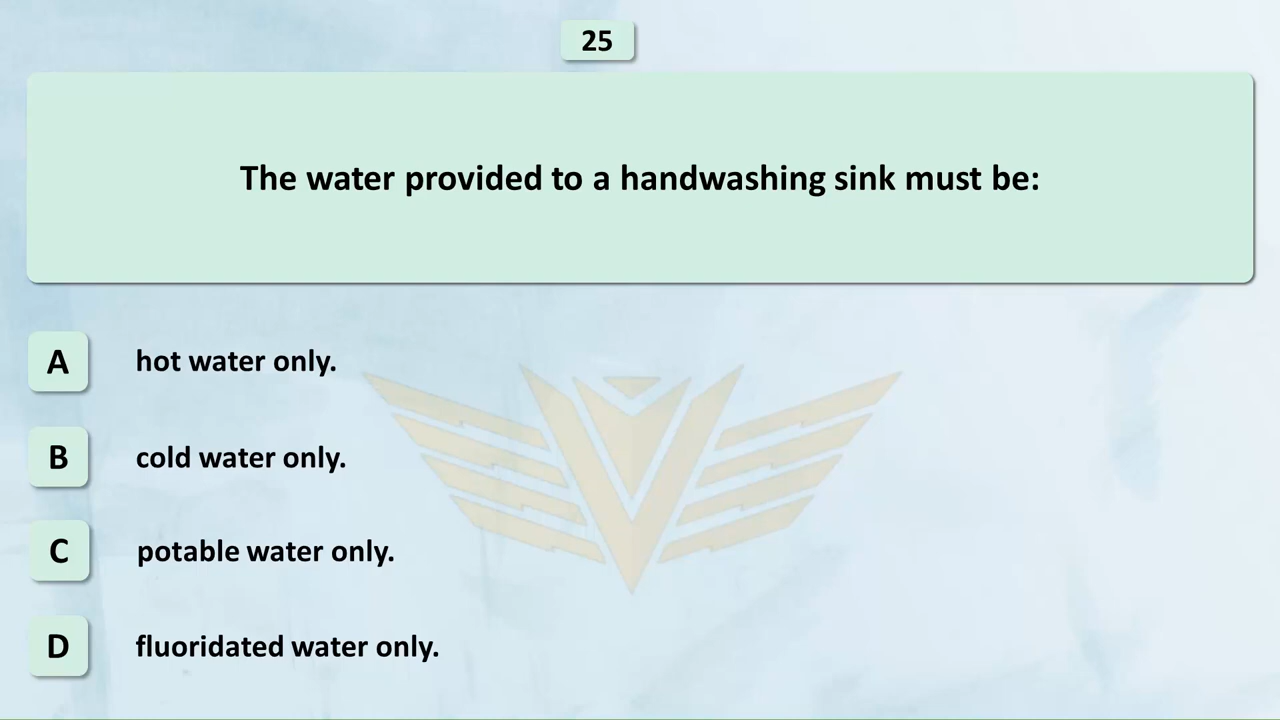 25
The water provided to a handwashing sink must be:
A hot water only.
B cold water only.
C potable water only.
D fluoridated water only.